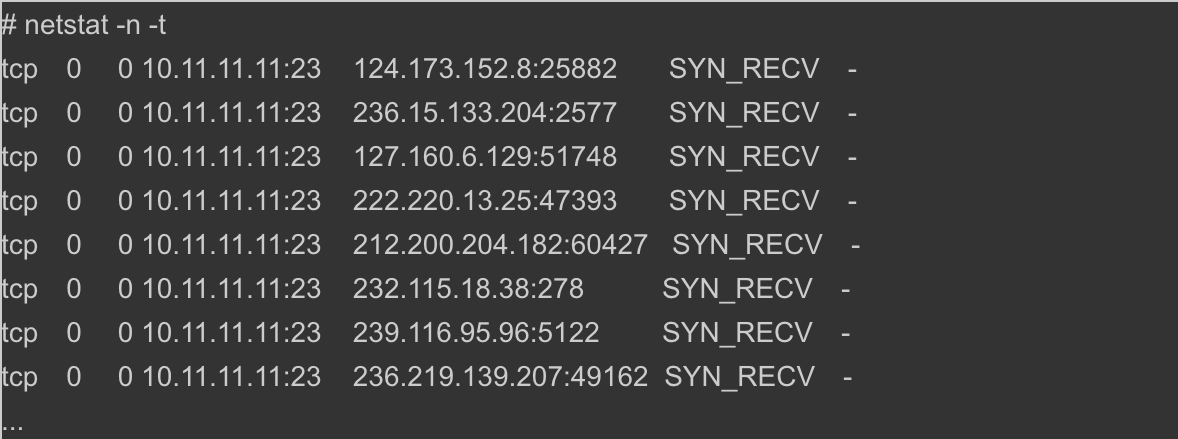 # netstat -n -t
tcp 0 0 10.11.11.11:23 124.173.152.8:25882 SYN_RECV -
tcp 0 0 10.11.11.11:23 236.15.133.204:2577 SYN_RECV -
tcp 0 0 10.11.11.11:23 127.160.6.129:51748 SYN_RECV -
tcp 0 0 10.11.11.11:23 222.220.13.25:47393 SYN_RECV -
tcp 0 0 10.11.11.11:23 212.200.204.182:60427 SYN_RECV -
tcp 0 0 10.11.11.11:23 232.115.18.38:278 SYN_RECV -
tcp 0 0 10.11.11.11:23 239.116.95.96:5122 SYN_RECV -
tcp 0 0 10.11.11.11:23 236.219.139.207:49162 SYN_RECV -
...